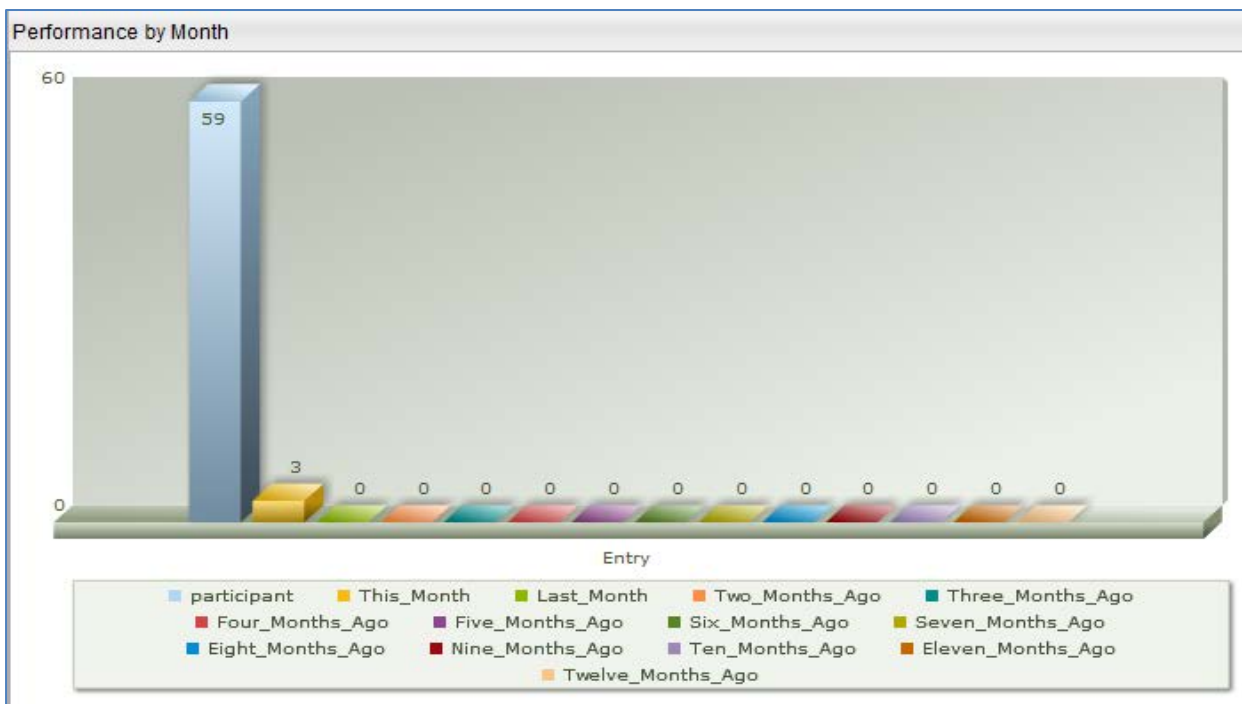 Performance by Month
60
59
3
0 0 0 0 0 0 0 0 0 0 0 0
0
Entry
participant This_Month Last_Month Two_Months_Ago Three_Months_Ago
Four_Months_Ago Five_Months_Ago Six_Months_Ago Seven_Months_Ago
Eight_Months_Ago Nine_Months_Ago Ten_Months_Ago Eleven_Months_Ago
Twelve_Months_Ago